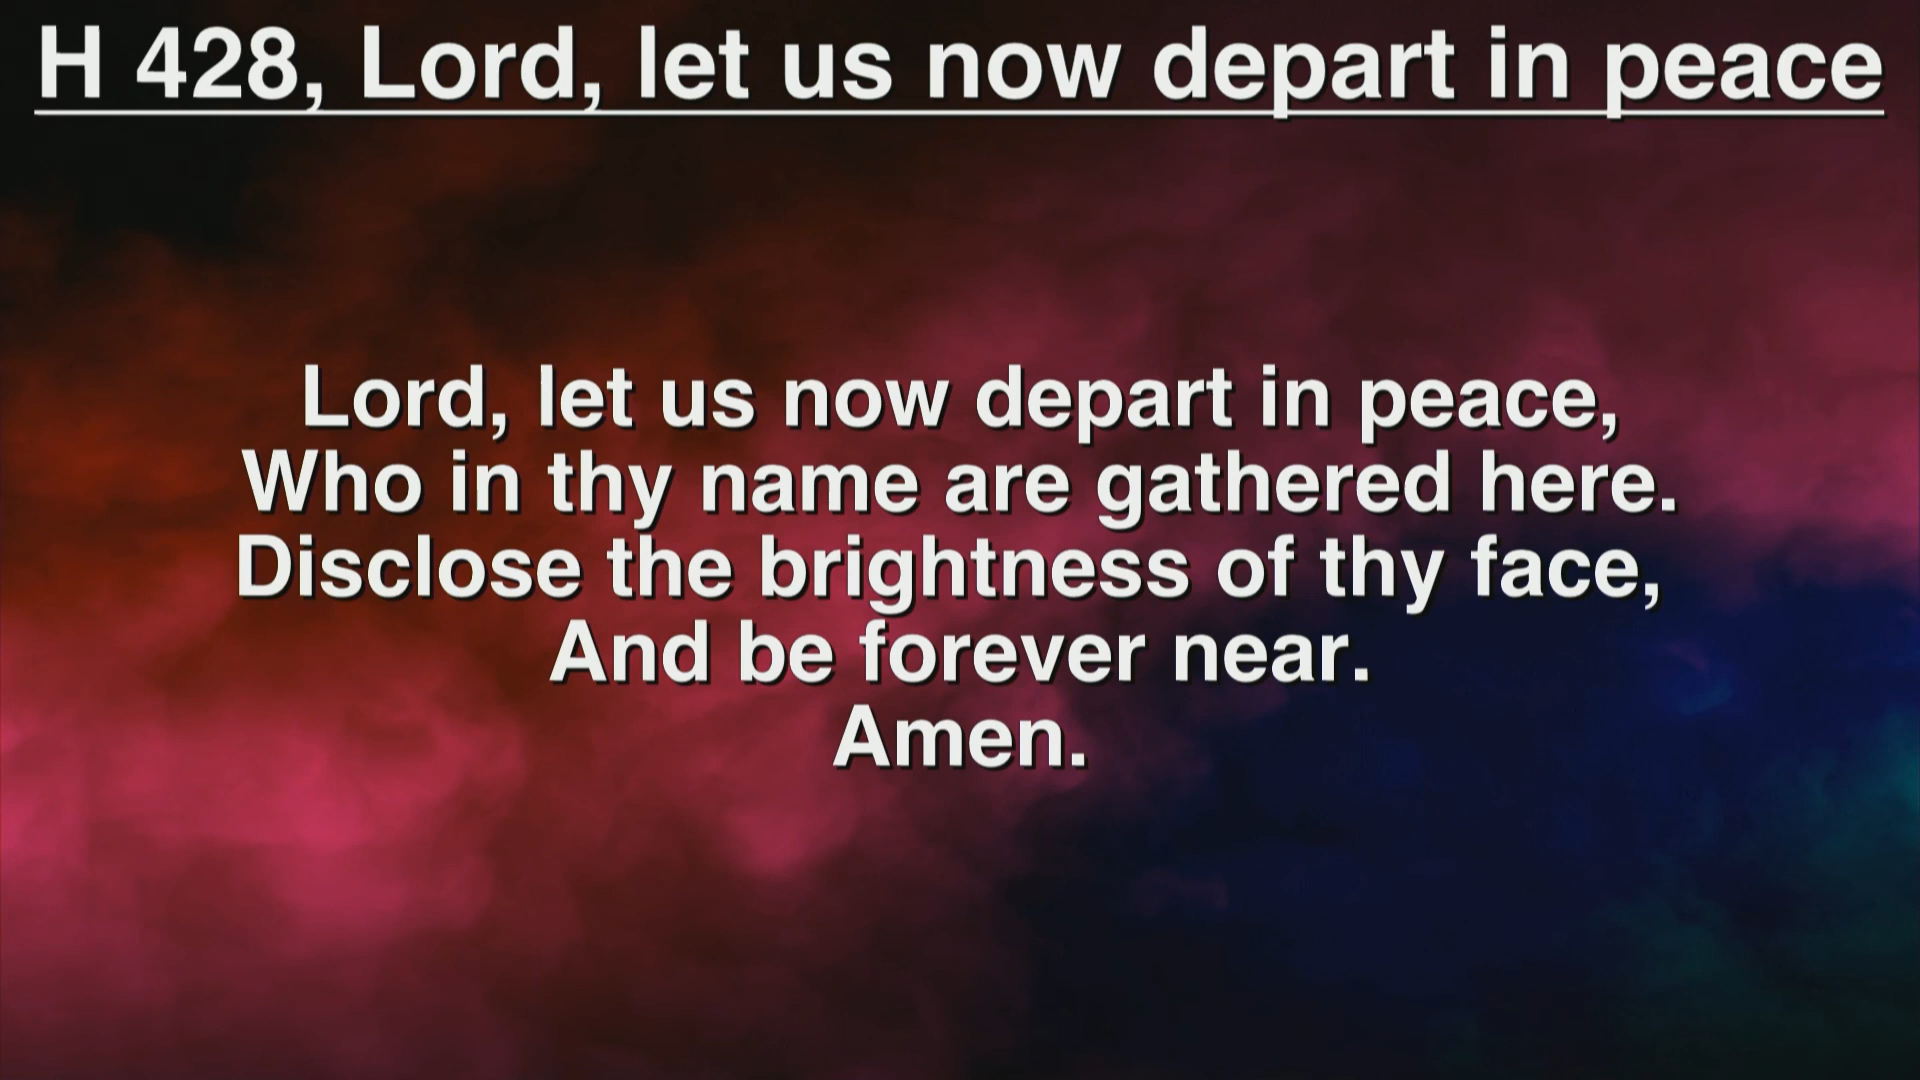 H 428, Lord, let us now depart in peace
Lord, let us now depart in peace,
Who in thy name are gathered here.
Disclose the brightness of thy face,
And be forever near.
Amen.